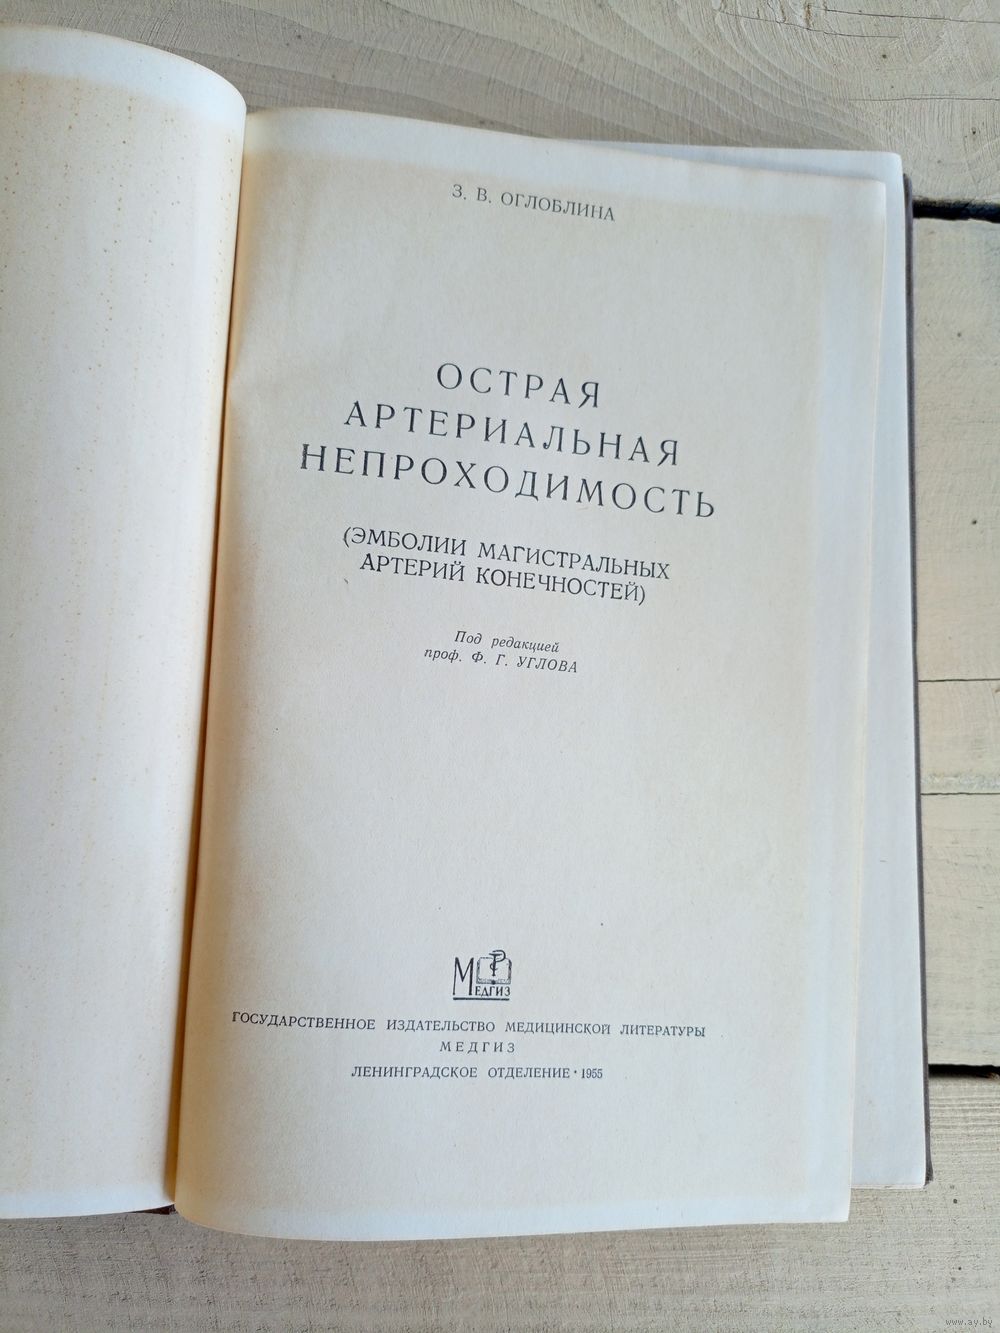 З. В. ОГЛОБЛИНА
ОСТРАЯ
АРТЕРИАЛЬНАЯ
НЕПРОХОДИМОСТЬ
(ЭМБОЛИИ МАГИСТРАЛЬНЫХ
АРТЕРИЙ КОНЕЧНОСТЕЙ)
Под редакцией
проф. Ф. Г. УГЛОВА
МЕДГИЗ
ГОСУДАРСТВЕННОЕ ИЗДАТЕЛЬСТВО МЕДИЦИНСКОЙ ЛИТЕРАТУРЫ
МЕДГИЗ
ЛЕНИНГРАДСКОЕ ОТДЕЛЕНИЕ · 1955
www.ay.by